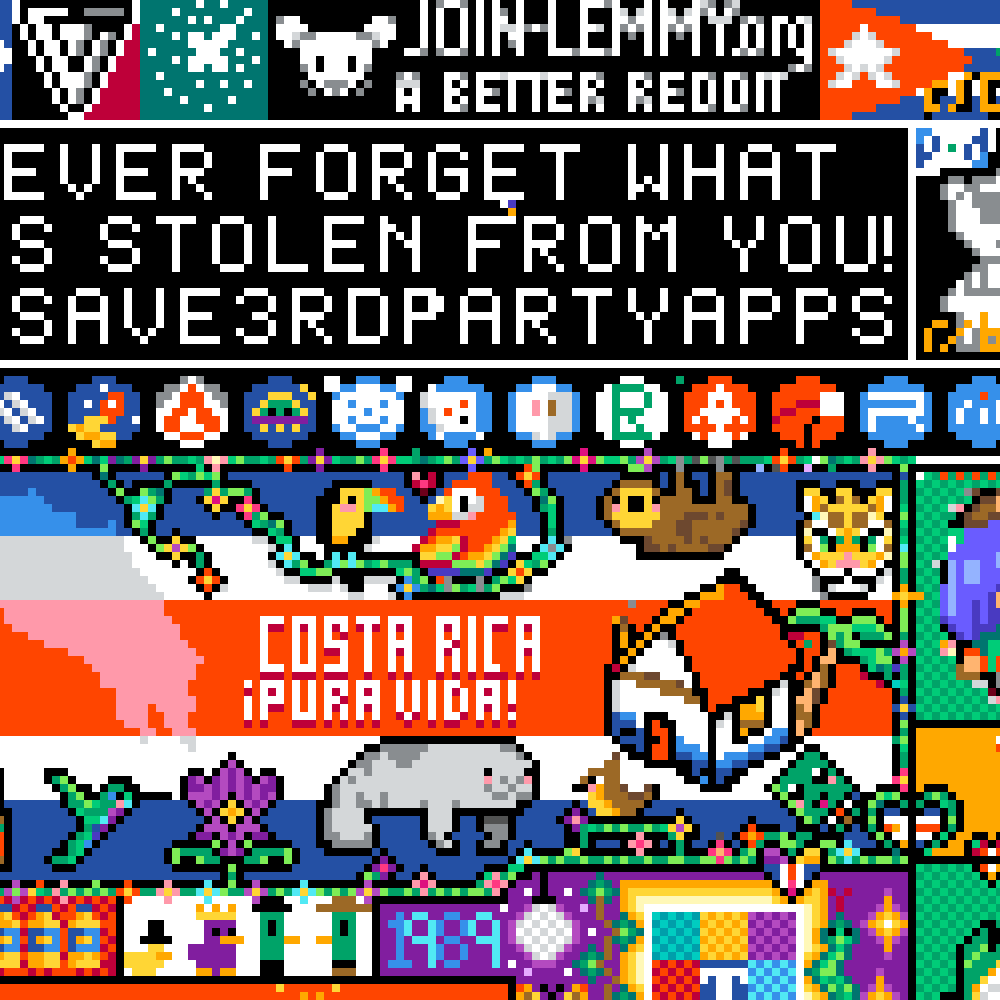 JOIN-LEMMY.org
A BETTER REDDIT
EVER FORGET WHAT
S STOLEN FROM YOU!
SAVE3RDPARTYAPPS
R
COSTA RICA
¡PURA VIDA!
1989
T